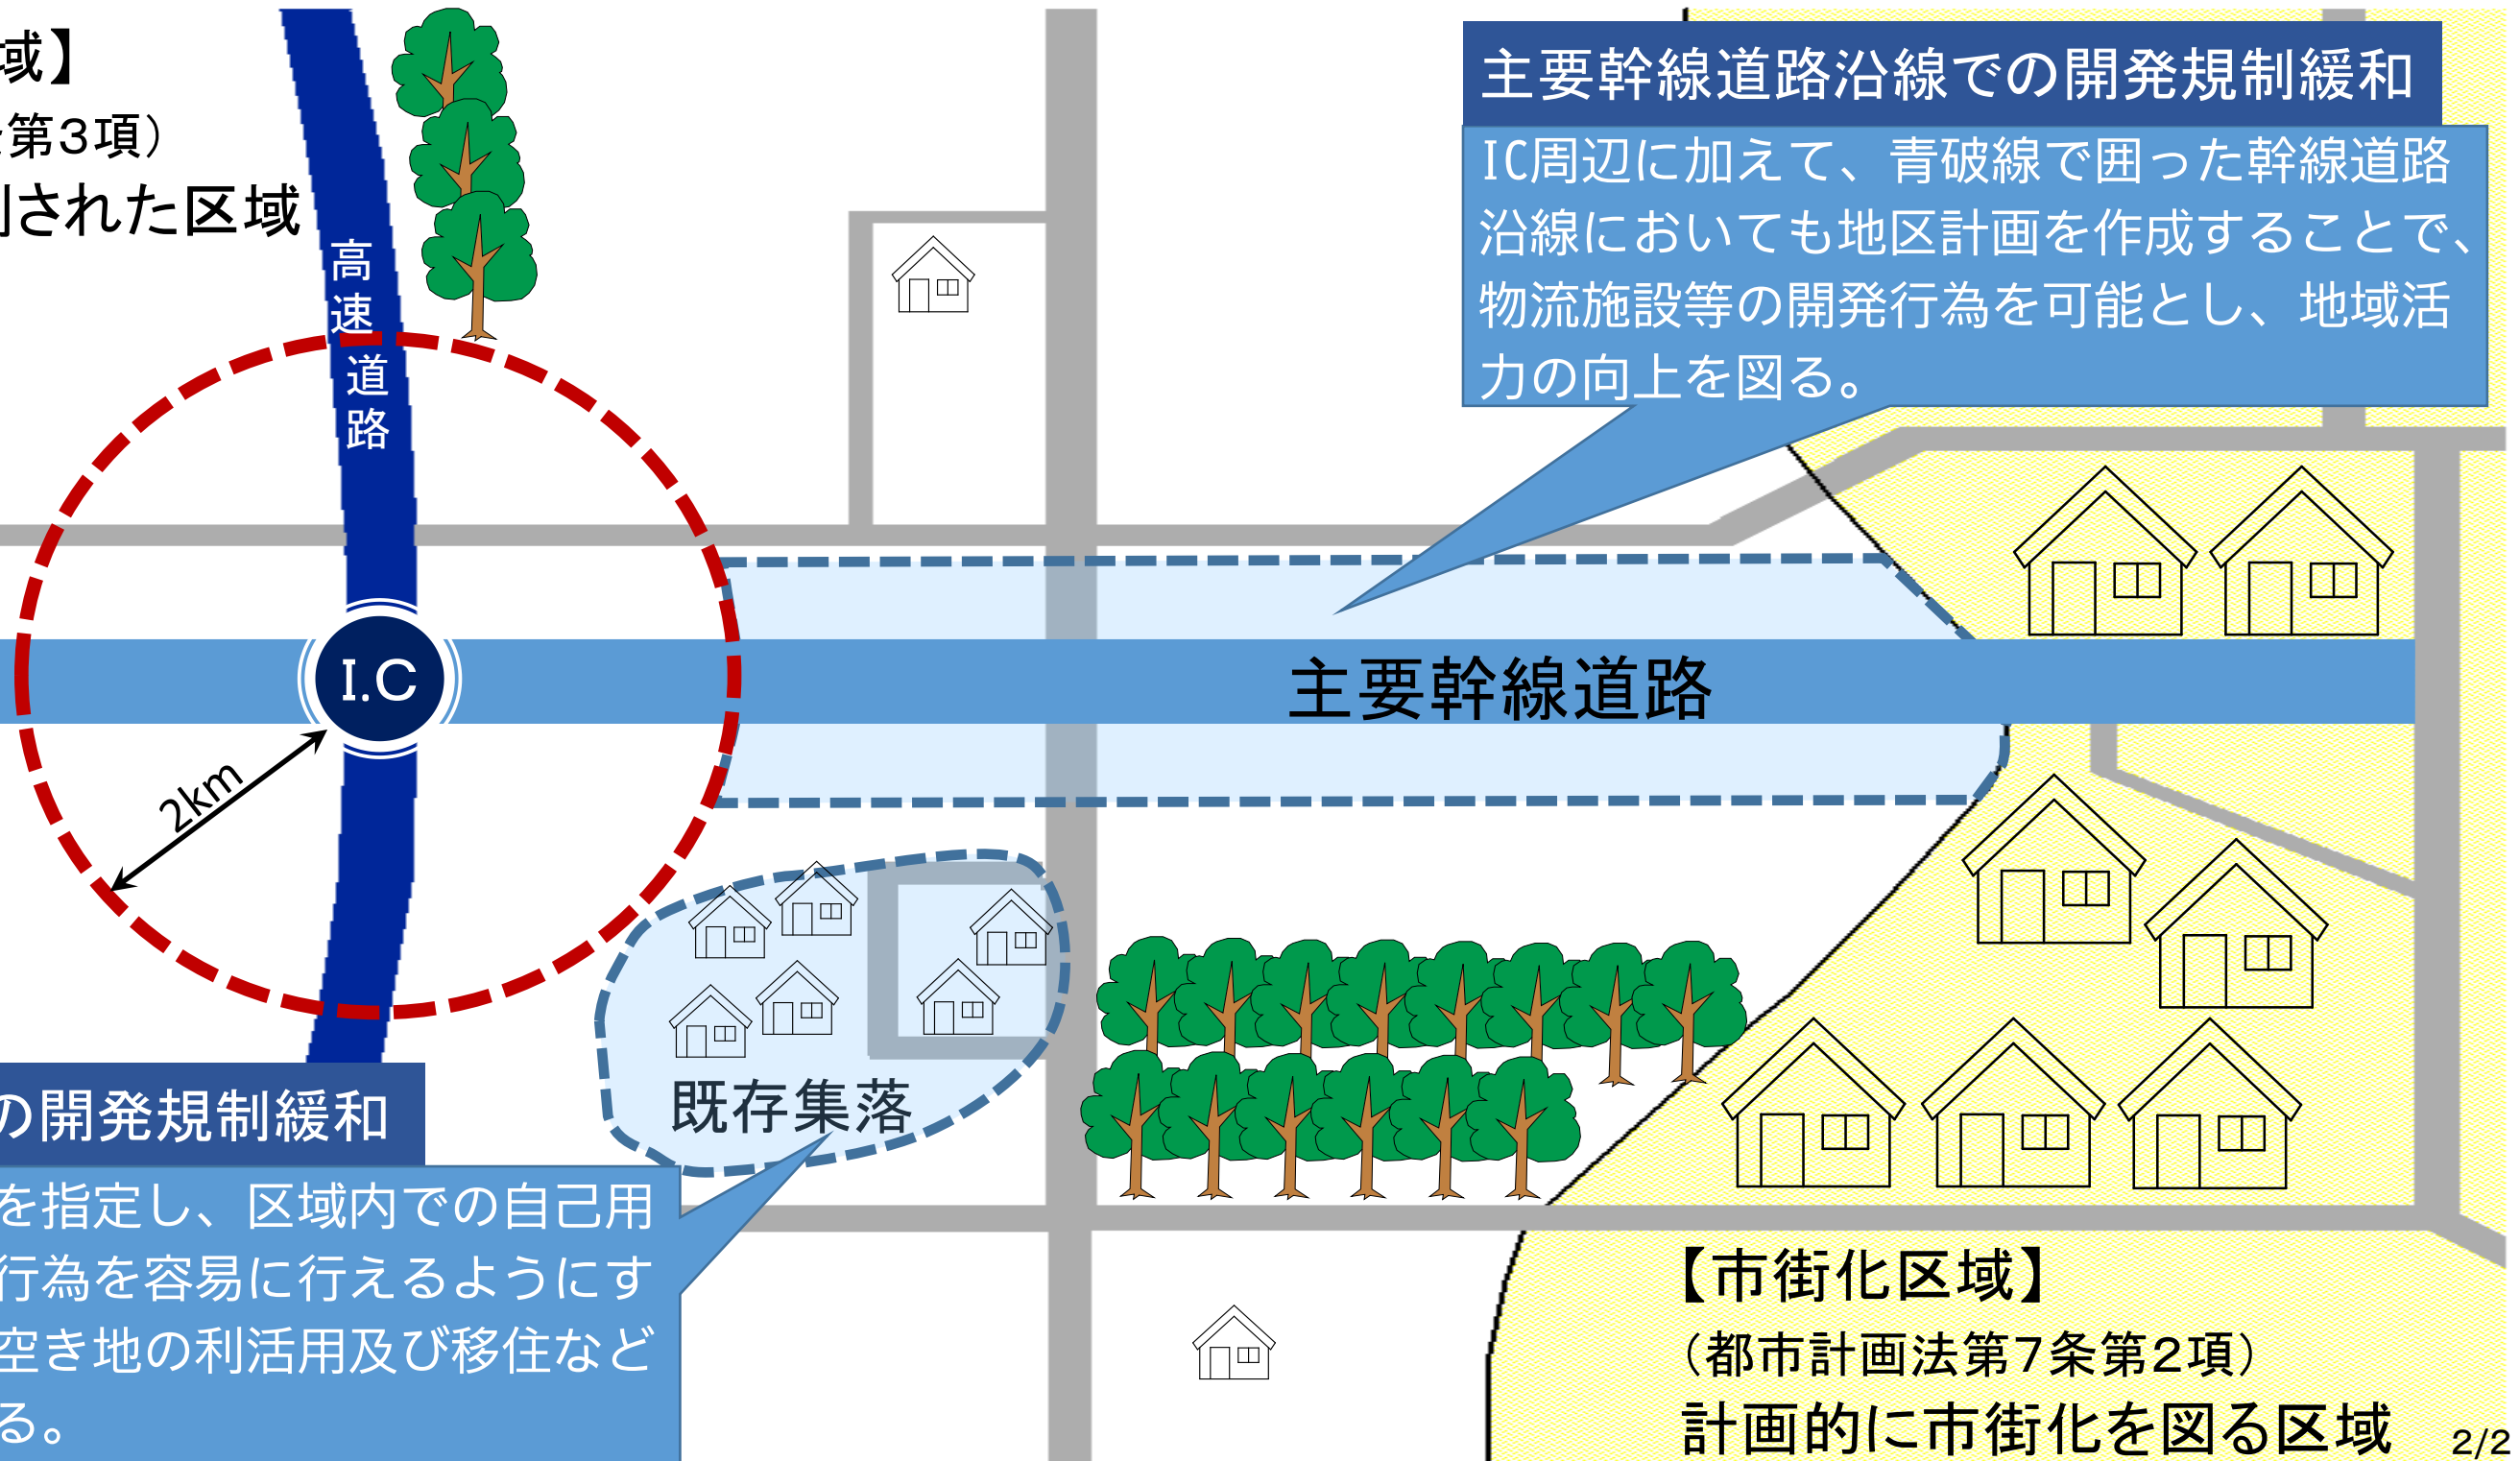 域】
第3項）
された区域
高速道路
主要幹線道路沿線での開発規制緩和
IC周辺に加えて、青破線で囲った幹線道路
沿線においても地区計画を作成することで、
物流施設等の開発行為を可能とし、地域活
力の向上を図る。
I.C
主要幹線道路
2km
既存集落
の開発規制緩和
を指定し、区域内での自己用
行為を容易に行えるようにす
空き地の利活用及び移住など
る。
【市街化区域】
（都市計画法第7条第2項）
計画的に市街化を図る区域
2/2